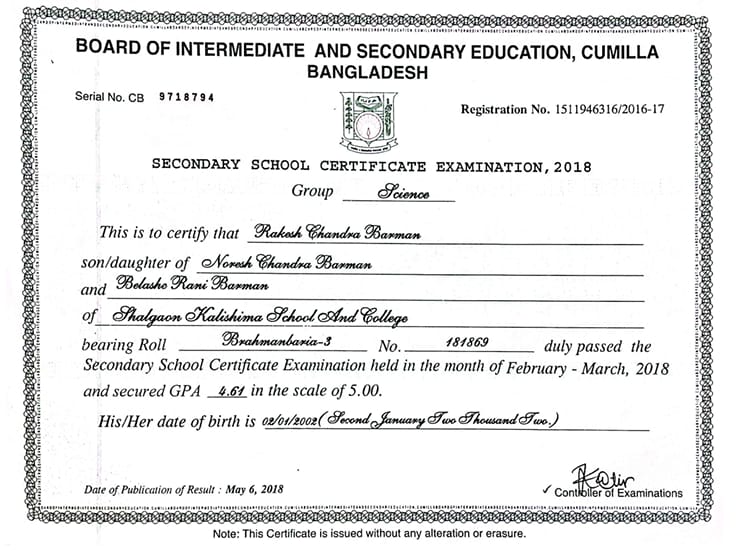 BOARD OF INTERMEDIATE AND SECONDARY EDUCATION, CUMILLA
BANGLADESH
Serial No. CB 9718794
Registration No. 1511946316/2016-17
SECONDARY SCHOOL CERTIFICATE EXAMINATION, 2018
Group Science
This is to certify that Rakesh Chandra Barman
son/daughter of Noresh Chandra Barman
and Belasho Rani Barman
of Shalgaon Kalishima School And College
bearing Roll Brahmanbaria-3 No. 181869 duly passed the
Secondary School Certificate Examination held in the month of February - March, 2018
and secured GPA 4.61 in the scale of 5.00.
His/Her date of birth is 02/01/2002 ( Second January Two Thousand Two.)
Date of Publication of Result : May 6, 2018
✓ Controller of Examinations
Note: This Certificate is issued without any alteration or erasure.